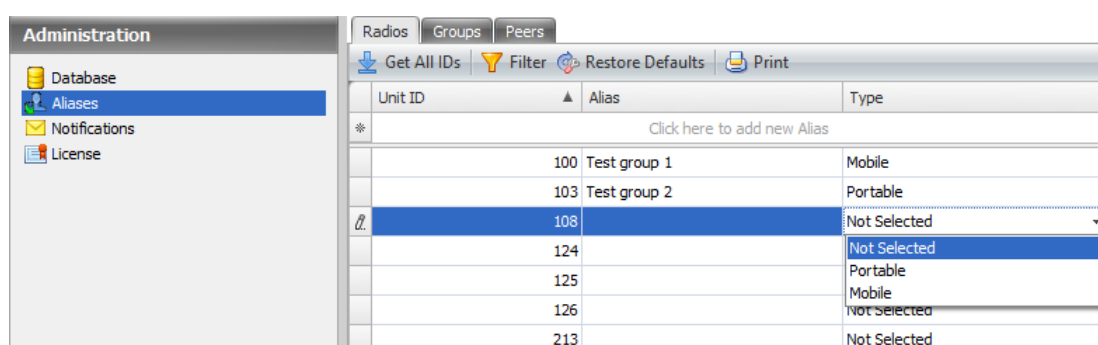 Administration
Database
Aliases
Notifications
License
Radios Groups Peers
Get All IDs Filter Restore Defaults Print
Unit ID Alias Type
Click here to add new Alias
100 Test group 1 Mobile
103 Test group 2 Portable
108 Not Selected
Not Selected
124
Portable
125
Mobile
126 Not Selected
213 Not Selected